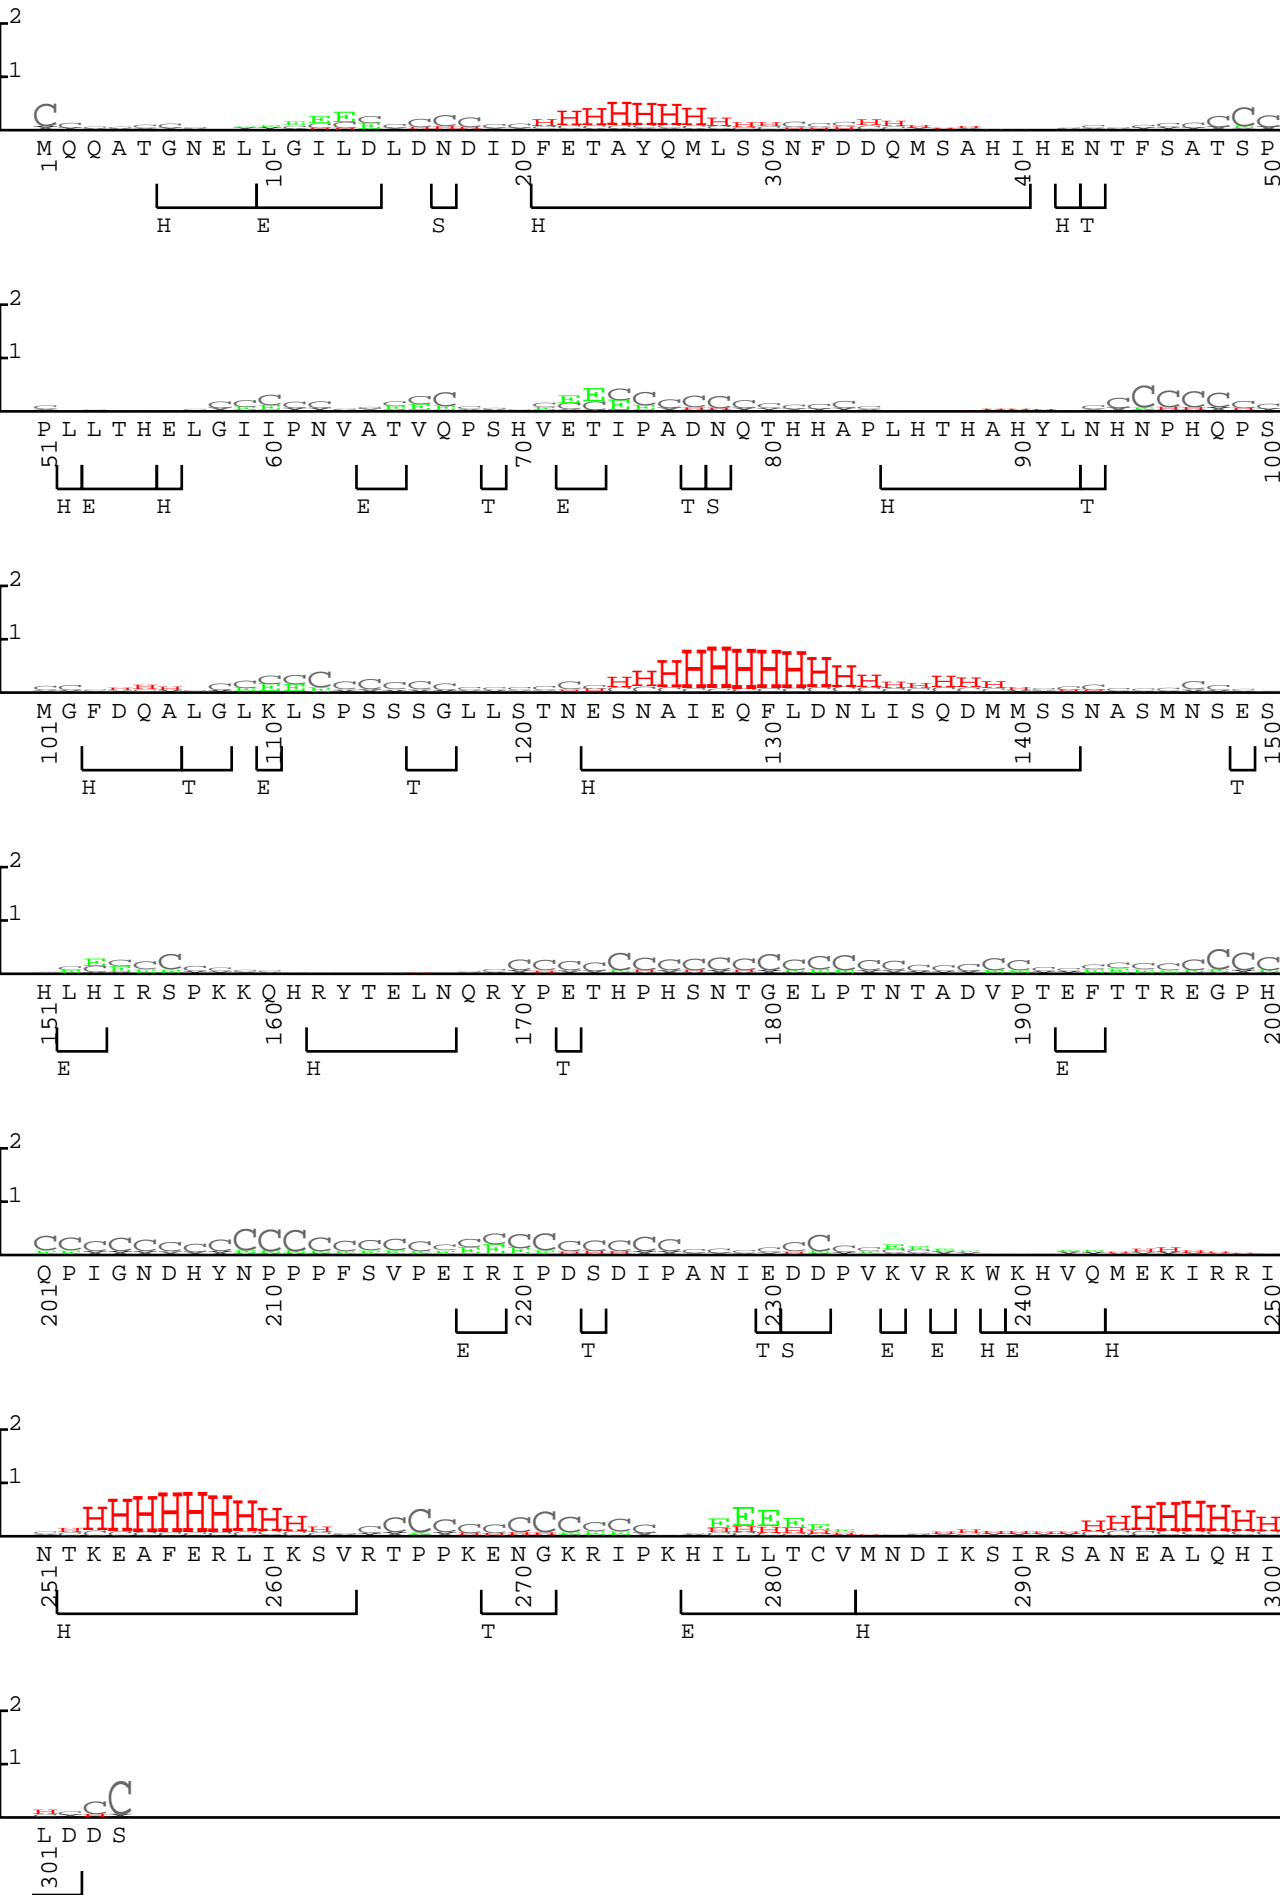 2
1
M Q Q A T G N E L L G I L D L D N D I D F E T A Y Q M L S S N F D D Q M S A H I H E N T F S A T S P
1 10 20 30 40 50
H E S H H T
2
1
P L L T H E L G I I P N V A T V Q P S H V E T I P A D N Q T H H A P L H T H A H Y L N H N P H Q P S
51 60 70 80 90 100
H E H E T E T S H T
2
1
M G F D Q A L G L K L S P S S S G L L S T N E S N A I E Q F L D N L I S Q D M M S S N A S M N S E S
101 110 120 130 140 150
H T E T H T
2
1
H L H I R S P K K Q H R Y T E L N Q R Y P E T H P H S N T G E L P T N T A D V P T E F T T R E G P H
151 160 170 180 190 200
E H T E
2
1
Q P I G N D H Y N P P P F S V P E I R I P D S D I P A N I E D D P V K V R K W K H V Q M E K I R R I
201 210 220 230 240 250
E T T S E E H E H
2
1
N T K E A F E R L I K S V R T P P K E N G K R I P K H I L L T C V M N D I K S I R S A N E A L Q H I
251 260 270 280 290 300
H T E H
2
1
L D D S
301